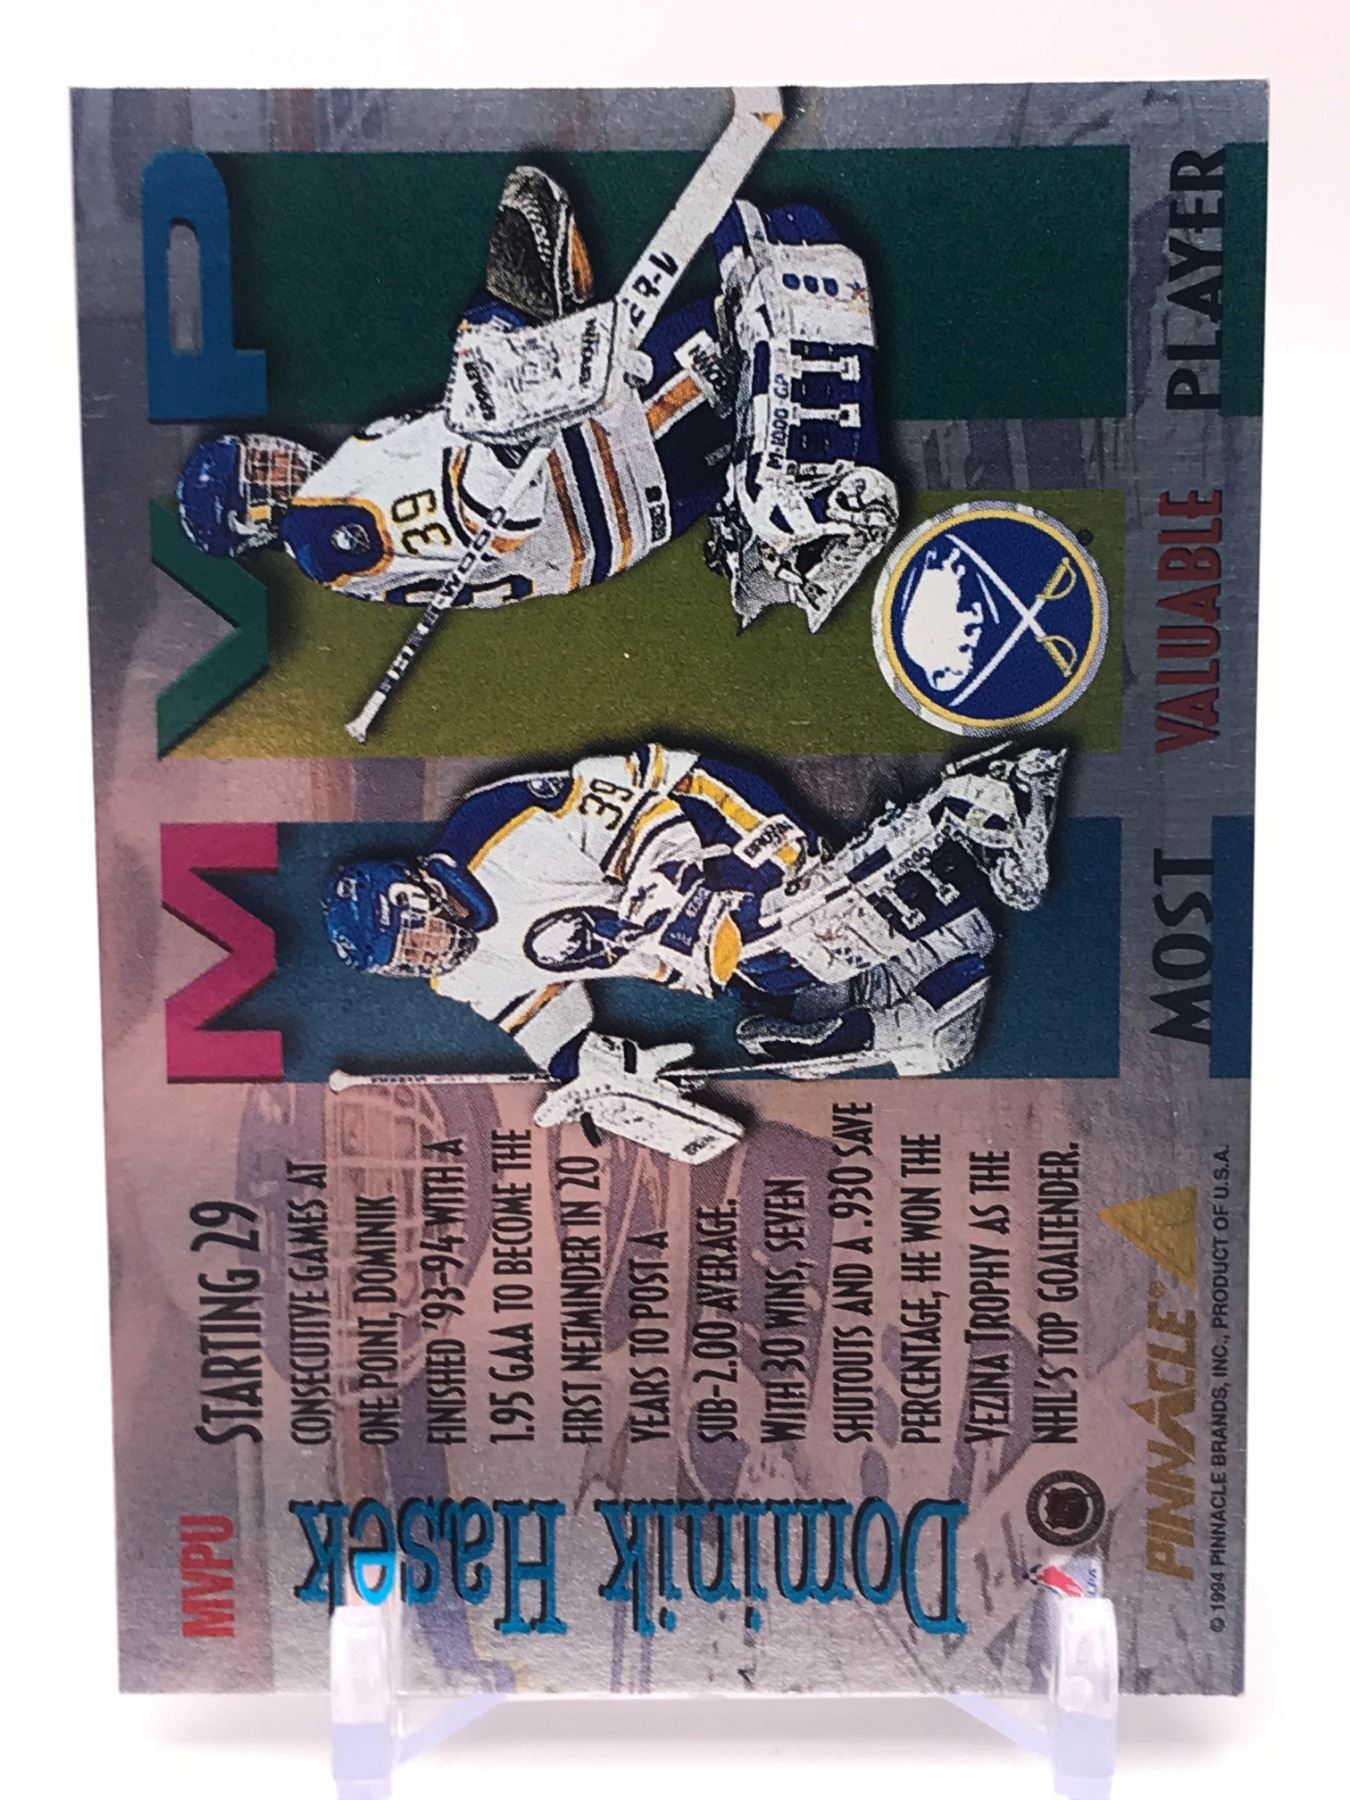 MVPU
Dominik Hasek
STARTING 29
CONSECUTIVE GAMES AT
ONE POINT, DOMINIK
FINISHED '93-94 WITH A
1.95 GAA TO BECOME THE
FIRST NETMINDER IN 20
YEARS TO POST A
SUB-2.00 AVERAGE.
WITH 30 WINS, SEVEN
SHUTOUTS AND A .930 SAVE
PERCENTAGE, HE WON THE
VEZINA TROPHY AS THE
NHL'S TOP GOALTENDER.
MVP
39
39
MOST VALUABLE PLAYER
PINNACLE®
© 1994 PINNACLE BRANDS, INC., PRODUCT OF U.S.A.